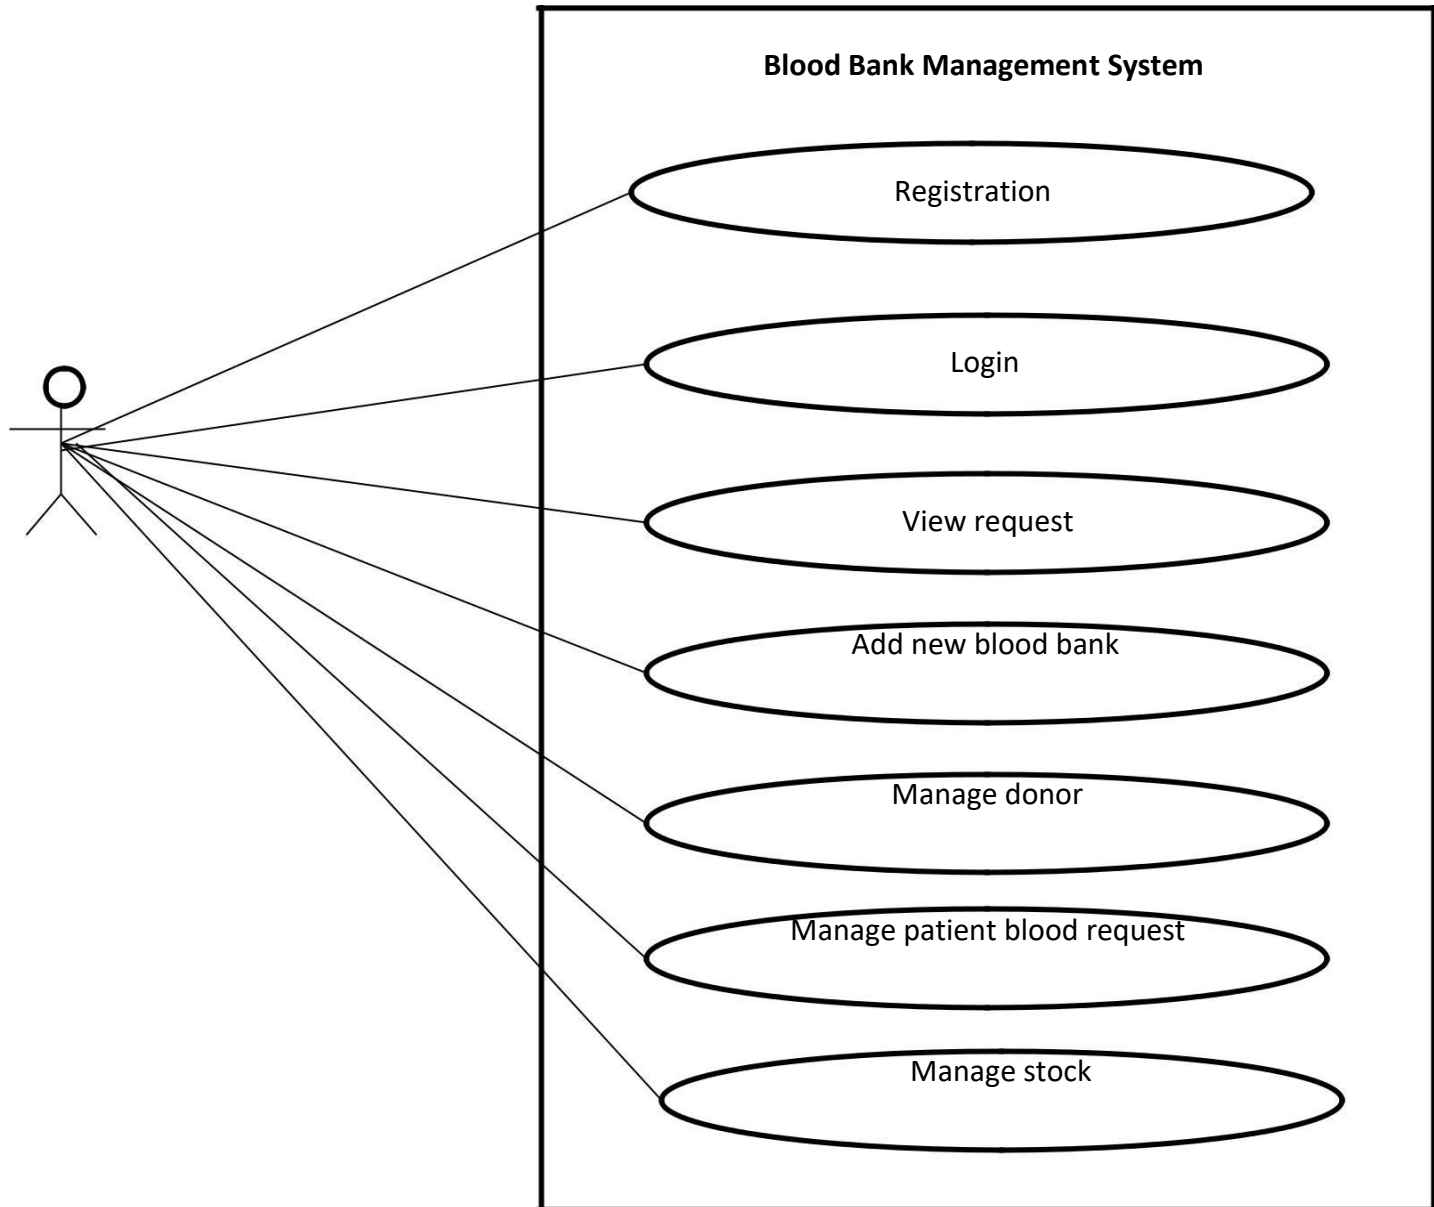 Blood Bank Management System
Registration
Login
View request
Add new blood bank
Manage donor
Manage patient blood request
Manage stock